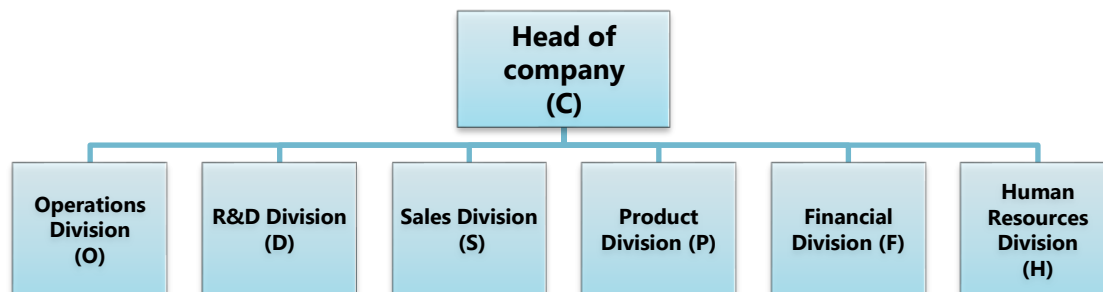 Head of
company
(C)
Operations
Division
(O)
R&D Division
(D)
Sales Division
(S)
Product
Division (P)
Financial
Division (F)
Human
Resources
Division
(H)